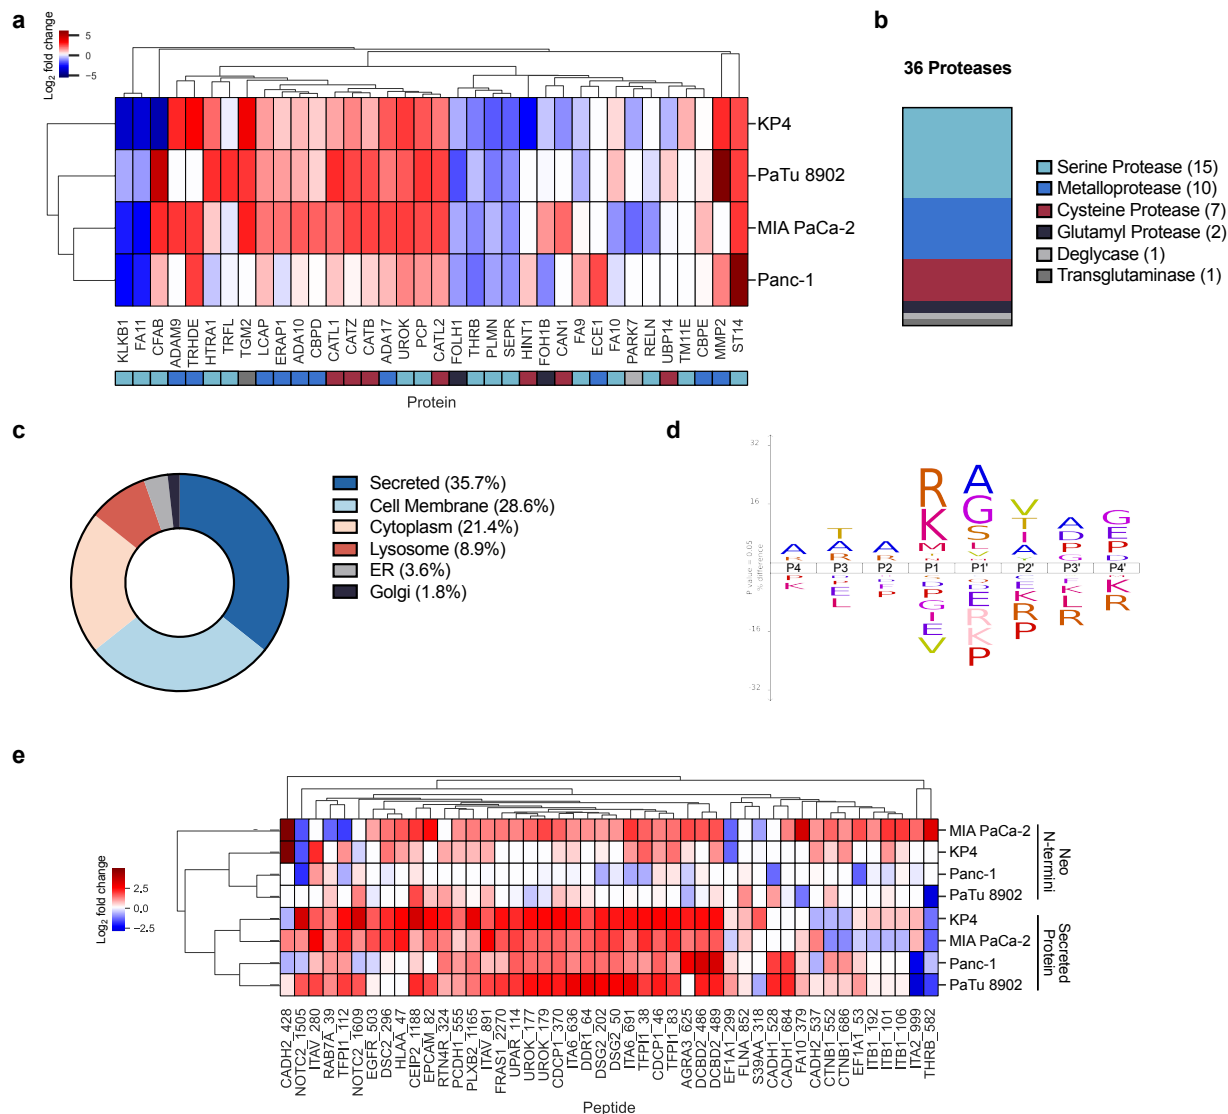 a
b
Log2 fold change
5
0
−5
36 Proteases
KP4
PaTu 8902
MIA PaCa-2
Panc-1
Serine Protease (15)
Metalloprotease (10)
Cysteine Protease (7)
Glutamyl Protease (2)
Deglycase (1)
Transglutaminase (1)
KLKB1
FA11
CFAB
ADAM9
TRHDE
HTRA1
TRFL
TGM2
LCAP
ERAP1
ADA10
CBPD
CATL1
CATZ
CATB
ADA17
UROK
PCP
CATL2
FOLH1
THRB
PLMN
SEPR
HINT1
FOH1B
CAN1
FA9
ECE1
FA10
PARK7
RELN
UBP14
TM11E
CBPE
MMP2
ST14
Protein
c
d
Secreted (35.7%)
Cell Membrane (28.6%)
Cytoplasm (21.4%)
Lysosome (8.9%)
ER (3.6%)
Golgi (1.8%)
32
16
P value = 0.05
% difference
-16
-32
P4 P3 P2 P1 P1' P2' P3' P4'
A
T
A
R
A
R
K
M
A
G
S
L
V
T
I
A
A
D
P
G
G
E
P
D
P
K
E
L
E
P
P
G
I
E
V
E
R
K
P
K
R
P
K
L
R
K
R
e
Log2 fold change
2.5
0.0
−2.5
MIA PaCa-2
KP4
Panc-1
PaTu 8902
KP4
MIA PaCa-2
Panc-1
PaTu 8902
Neo
N-termini
Secreted
Protein
CADH2_428
NOTC2_1505
ITAV_280
RAB7A_39
TFPI1_112
NOTC2_1609
EGFR_503
DSC2_296
HLAA_47
CEIP2_1188
EPCAM_82
RTN4R_324
PCDH1_555
PLXB2_1165
ITAV_891
FRAS1_2270
UPAR_114
UROK_177
UROK_179
CDCP1_370
ITA6_636
DDR1_64
DSG2_202
DSG2_50
ITA6_691
TFPI1_38
CDCP1_46
TFPI1_83
AGRA3_625
DCBD2_486
DCBD2_489
EF1A1_299
FLNA_852
S39AA_318
CADH1_528
CADH1_684
FA10_379
CADH2_537
CTNB1_552
CTNB1_686
EF1A1_53
ITB1_192
ITB1_101
ITB1_106
ITA2_999
THRB_582
Peptide